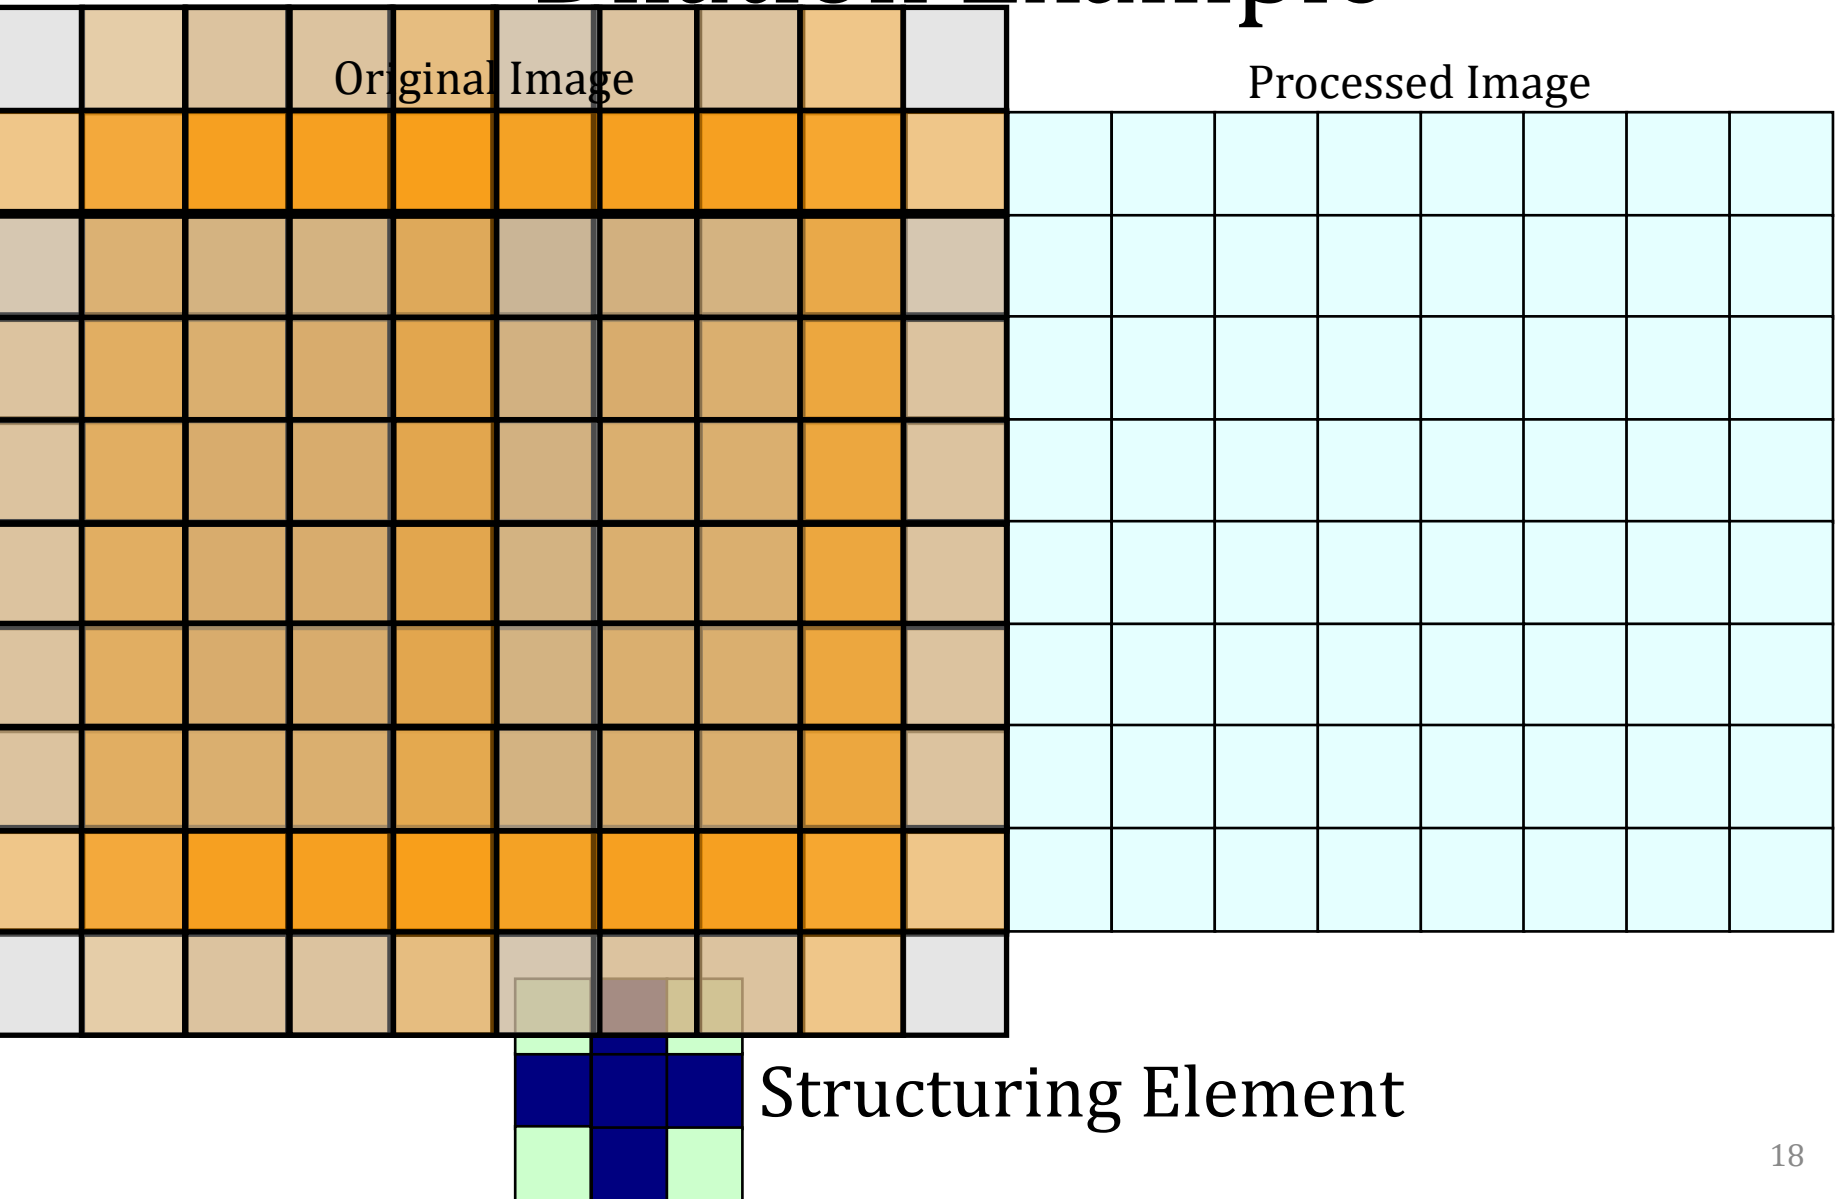 Original Image
Processed Image
Structuring Element
18